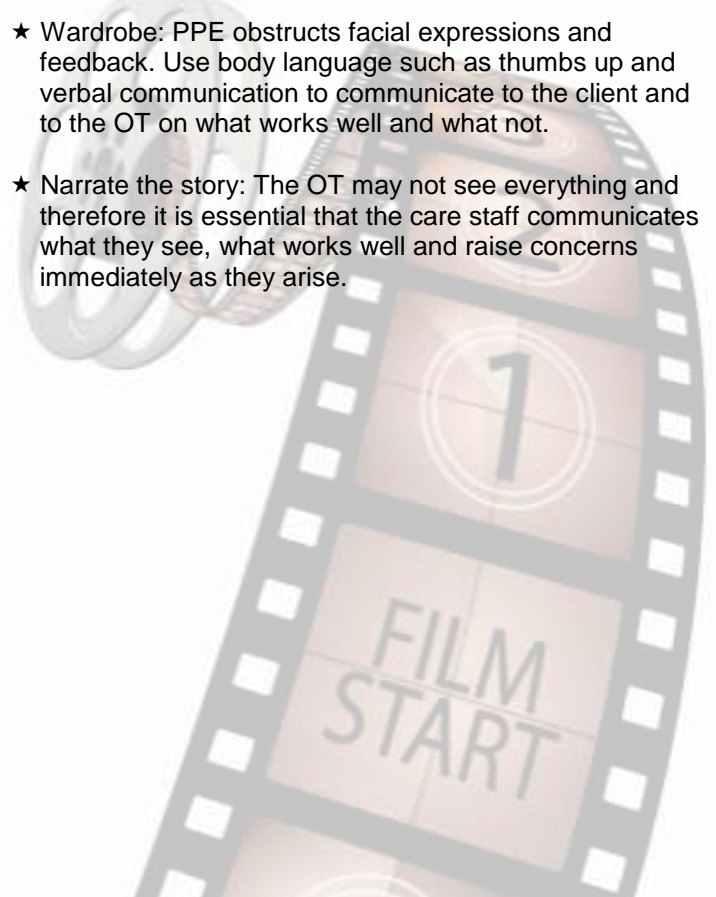 ★ Wardrobe: PPE obstructs facial expressions and
feedback. Use body language such as thumbs up and
verbal communication to communicate to the client and
to the OT on what works well and what not.
★ Narrate the story: The OT may not see everything and
therefore it is essential that the care staff communicates
what they see, what works well and raise concerns
immediately as they arise.
2
1
FILM
START